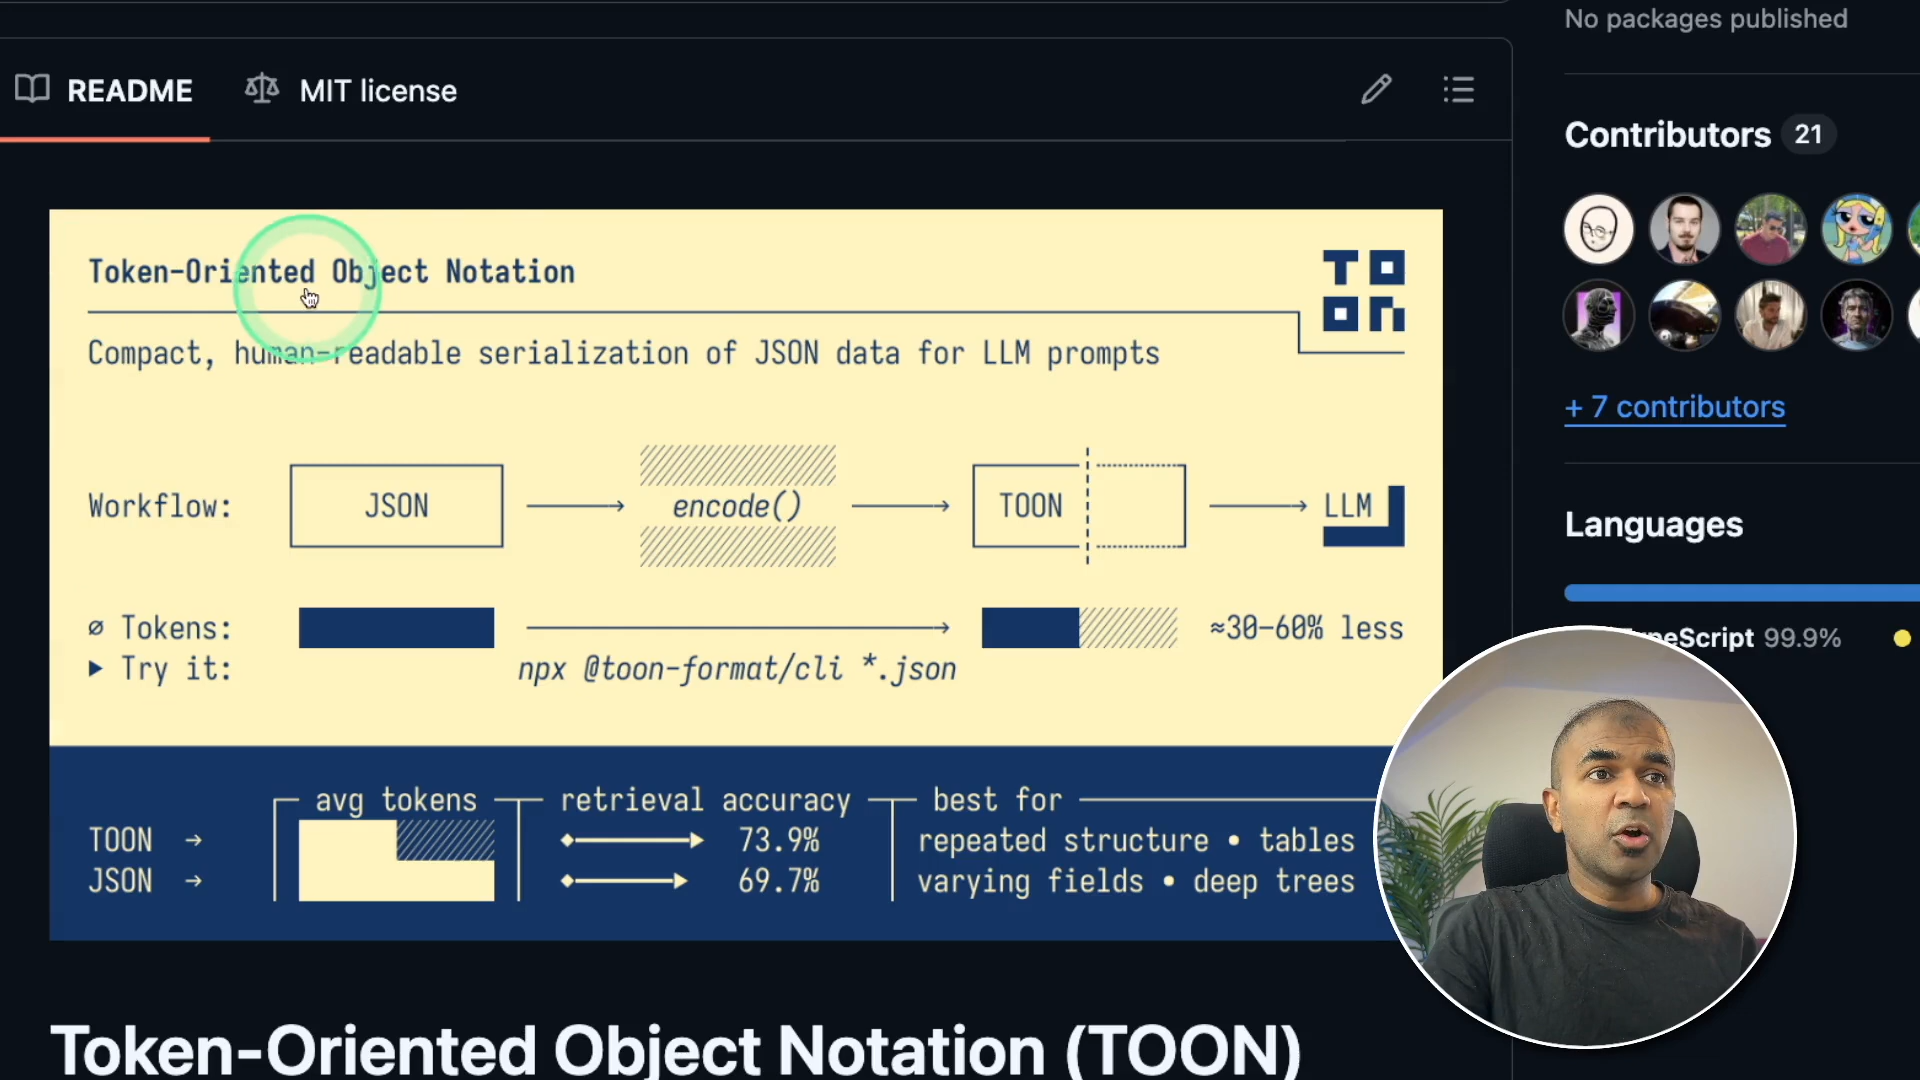 No packages published
README
MIT license
Contributors 21
Token-Oriented Object Notation
TOON
Compact, human-readable serialization of JSON data for LLM prompts
+ 7 contributors
Workflow:
JSON
encode()
TOON
LLM
Languages
ø Tokens:
≈30–60% less
▶ Try it:
npx @toon-format/cli *.json
TypeScript 99.9%
avg tokens
retrieval accuracy
best for
TOON →
73.9%
repeated structure • tables
JSON →
69.7%
varying fields • deep trees
Token-Oriented Object Notation (TOON)